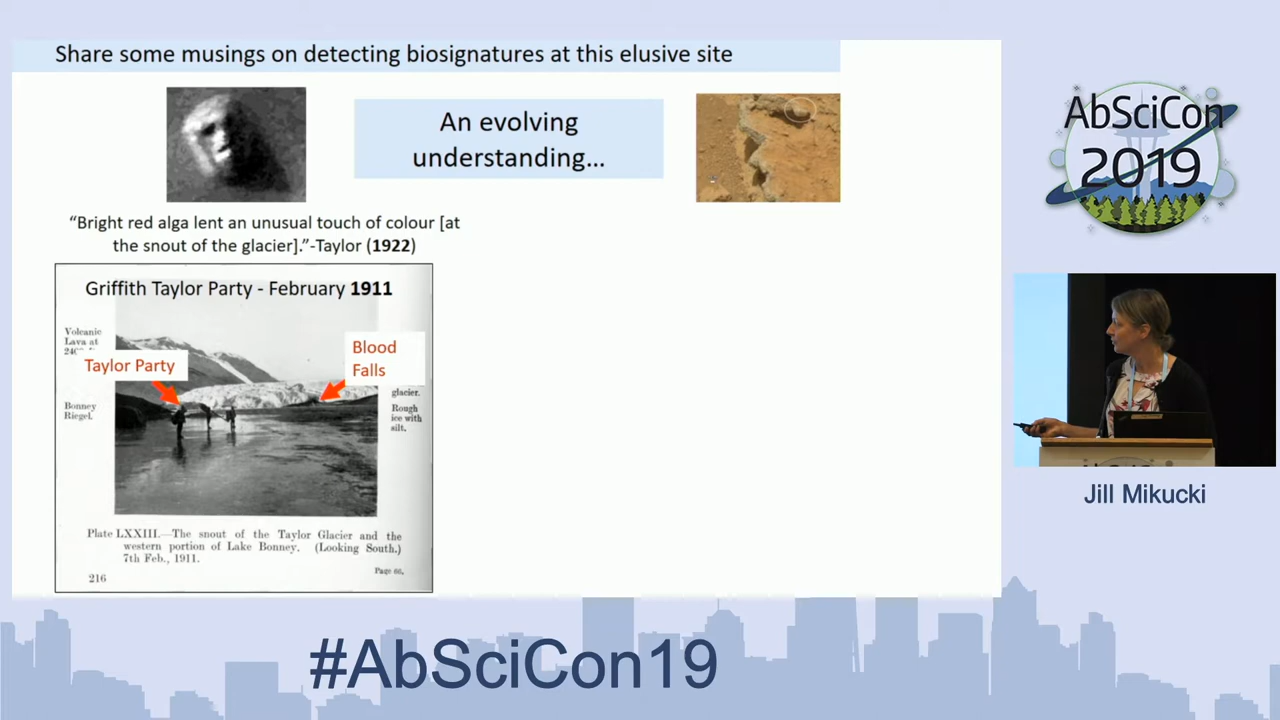 Share some musings on detecting biosignatures at this elusive site
An evolving
understanding...
"Bright red alga lent an unusual touch of colour [at
the snout of the glacier]."-Taylor (1922)
Griffith Taylor Party - February 1911
Volcanic
Lava at
Taylor Party
Blood
Falls
Bonney
Riegel.
glacier.
Rough
ice with
silt.
Plate LXXIII.—The snout of the Taylor Glacier and the
western portion of Lake Bonney. (Looking South.)
7th Feb., 1911.
Page 66.
216
AbSciCon
2019
Jill Mikucki
#AbSciCon19